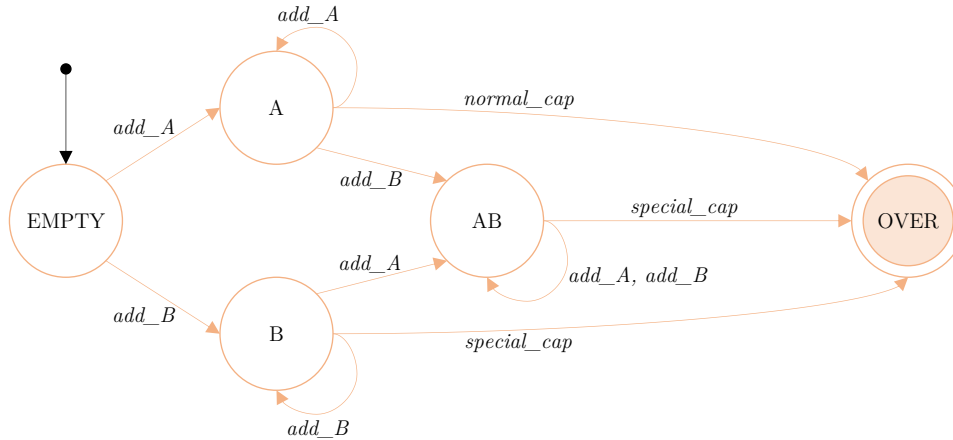 add_A
A
normal_cap
add_A
add_B
EMPTY
AB
special_cap
OVER
add_A
add_A, add_B
add_B
B
special_cap
add_B